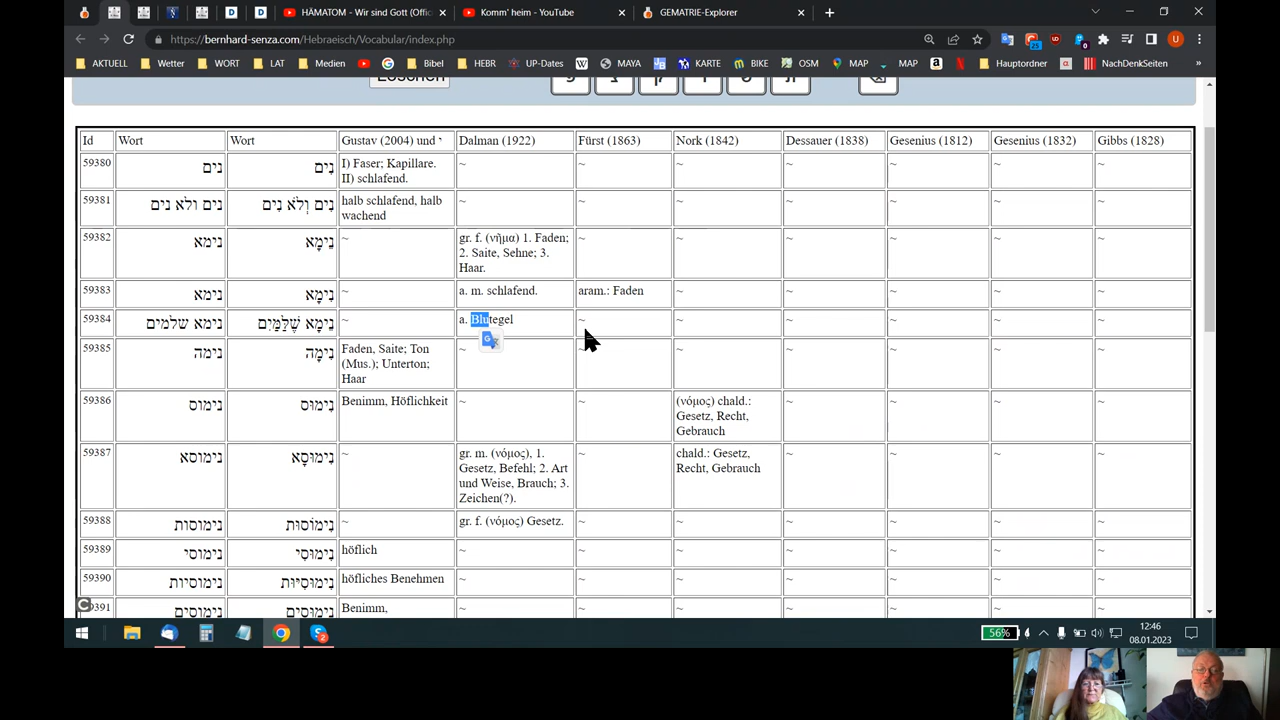 HÄMATOM - Wir sind Gott (Offic
Komm' heim - YouTube
GEMATRIE-Explorer
https://bernhard-senza.com/Hebraeisch/Vocabular/index.php
AKTUELL Wetter WORT LAT Medien Bibel HEBR UP-Dates MAYA KARTE BIKE OSM MAP MAP Hauptordner NachDenkSeiten
Id Wort Wort Gustav (2004) und Dalman (1922) Fürst (1863) Nork (1842) Dessauer (1838) Gesenius (1812) Gesenius (1832) Gibbs (1828)
59380 נים נִים I) Faser; Kapillare. ~ ~ ~ ~ ~ ~ ~
II) schlafend.
59381 נים ולא נים נִים וְלֹא נִים halb schlafend, halb ~ ~ ~ ~ ~ ~ ~
wachend
59382 נימא נֵימָא ~ gr. f. (νῆμα) 1. Faden; ~ ~ ~ ~ ~ ~
2. Saite, Sehne; 3.
Haar.
59383 נימא נִימָא ~ a. m. schlafend. aram.: Faden ~ ~ ~ ~ ~
59384 נימא שלמים נִימָא שֶׁלַּמַּיִם ~ a. Blutegel ~ ~ ~ ~ ~ ~
59385 נימה נִימָה Faden, Saite; Ton ~ ~ ~ ~ ~ ~ ~
(Mus.); Unterton;
Haar
59386 נימוס נִימוּס Benimm, Höflichkeit ~ ~ (νόμος) chald.: ~ ~ ~ ~
Gesetz, Recht,
Gebrauch
59387 נימוסא נִימוּסָא ~ gr. m. (νόμος), 1. ~ chald.: Gesetz, ~ ~ ~ ~
Gesetz, Befehl; 2. Art Recht, Gebrauch
und Weise, Brauch; 3.
Zeichen(?).
59388 נימוסות נִימוֹסוּת ~ gr. f. (νόμος) Gesetz. ~ ~ ~ ~ ~ ~
59389 נימוסי נִימוּסִי höflich ~ ~ ~ ~ ~ ~ ~
59390 נימוסיות נִימוּסִיּוּת höfliches Benehmen ~ ~ ~ ~ ~ ~ ~
נימוסים נִימוּסִים Benimm, ~ ~ ~ ~ ~ ~ ~
56% 12:46
08.01.2023